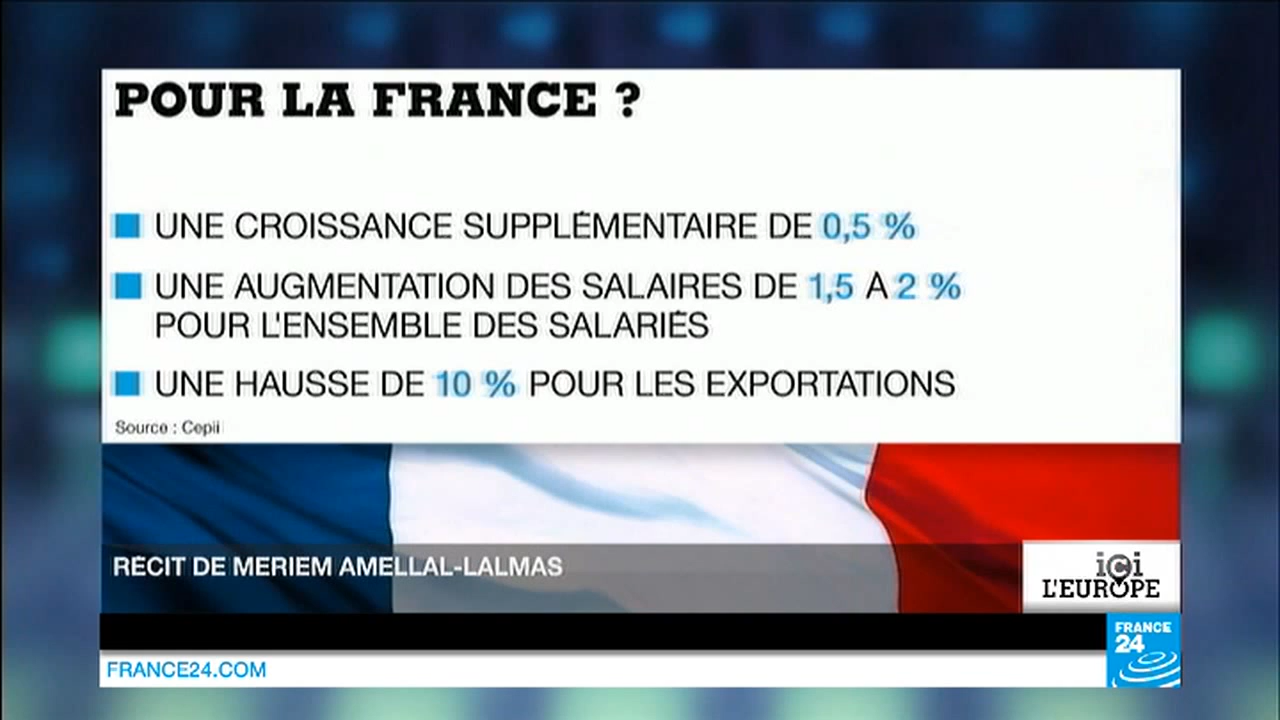 POUR LA FRANCE ?
UNE CROISSANCE SUPPLÉMENTAIRE DE 0,5 %
UNE AUGMENTATION DES SALAIRES DE 1,5 À 2 %
POUR L'ENSEMBLE DES SALARIÉS
UNE HAUSSE DE 10 % POUR LES EXPORTATIONS
Source : Cepii
RÉCIT DE MERIEM AMELLAL-LALMAS
ici
L'EUROPE
FRANCE
24
FRANCE24.COM